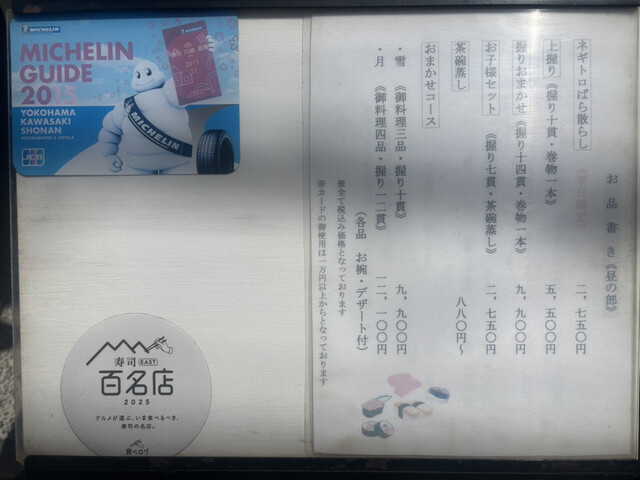 MICHELIN
MICHELIN
GUIDE
2015
YOKOHAMA
KAWASAKI
SHONAN
RESTAURANTS & HOTELS
MICHELIN
2015
JCB
お品書き《昼の部》
ネギトロばら散らし 二、七五〇円
上握り《握り十貫・巻物一本》 五、五〇〇円
握りおまかせ《握り十四貫・巻物一本》 九、九〇〇円
お子様セット 《握り七貫・茶碗蒸し》 二、七五〇円
茶碗蒸し 八八〇円〜
おまかせコース
・雪 《御料理三品・握り十貫》 九、九〇〇円
・月 《御料理四品・握り一二貫》 一二、一〇〇円
《各品 お椀・デザート付》
※全て税込み価格となっております
※カードの御使用は一万円以上からとなっております
寿司 EAST
百名店
2025
グルメが選ぶ、いま食べるべき、
寿司の名店。
食べログ